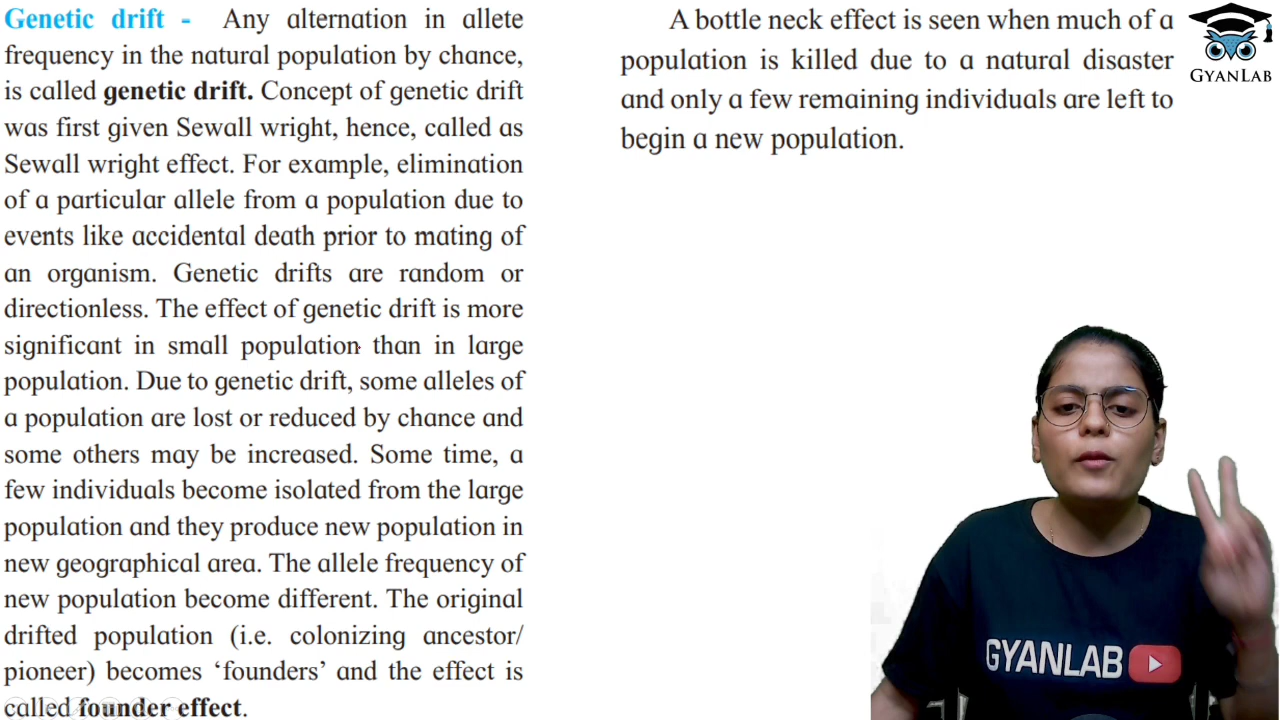 Genetic drift - Any alternation in allete
frequency in the natural population by chance,
is called genetic drift. Concept of genetic drift
was first given Sewall wright, hence, called as
Sewall wright effect. For example, elimination
of a particular allele from a population due to
events like accidental death prior to mating of
an organism. Genetic drifts are random or
directionless. The effect of genetic drift is more
significant in small population than in large
population. Due to genetic drift, some alleles of
a population are lost or reduced by chance and
some others may be increased. Some time, a
few individuals become isolated from the large
population and they produce new population in
new geographical area. The allele frequency of
new population become different. The original
drifted population (i.e. colonizing ancestor/
pioneer) becomes ‘founders’ and the effect is
called founder effect.
A bottle neck effect is seen when much of a
population is killed due to a natural disaster
and only a few remaining individuals are left to
begin a new population.
GYANLAB
GYANLAB